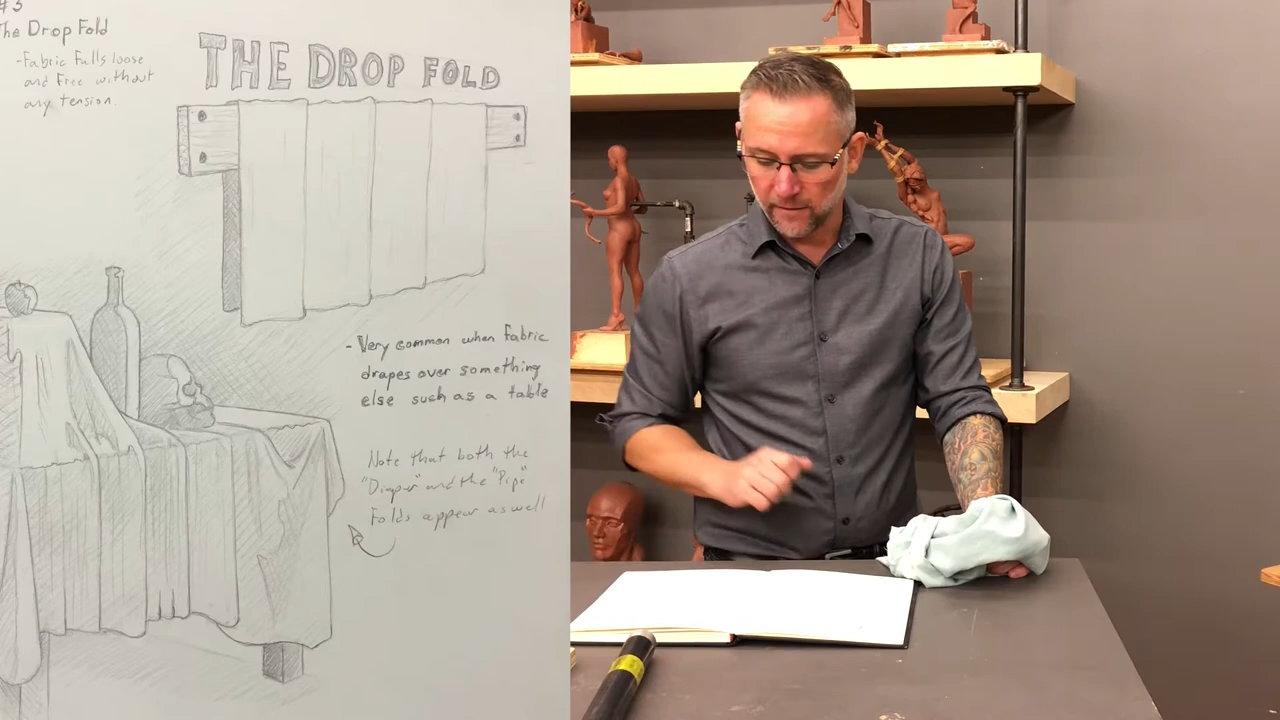 #3
The Drop Fold
-Fabric Falls loose
and Free without
any tension.
THE DROP FOLD
- Very common when fabric
drapes over something
else such as a table
Note that both the
"Diaper" and the "Pipe"
Folds appear as well